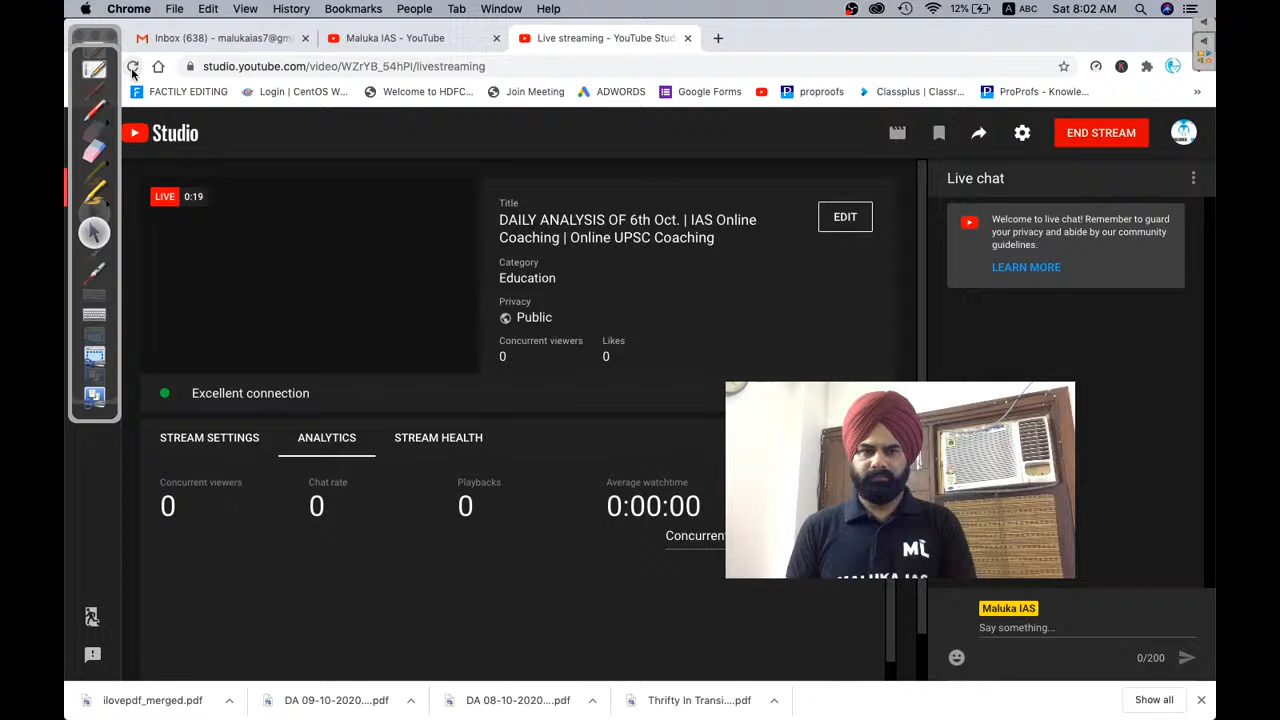 Chrome File Edit View History Bookmarks People Tab Window Help 12% A ABC Sat 8:02 AM
Inbox (638) - malukaias7@gm Maluka IAS - YouTube Live streaming - YouTube Stud
studio.youtube.com/video/WZrYB_54hPI/livestreaming
FACTILY EDITING Login | CentOS W... Welcome to HDFC... Join Meeting ADWORDS Google Forms proproofs Classplus | Classr... ProProfs - Knowle...
Studio END STREAM
LIVE 0:19
Title
DAILY ANALYSIS OF 6th Oct. | IAS Online
Coaching | Online UPSC Coaching
EDIT
Category
Education
Privacy
Public
Concurrent viewers Likes
0 0
Excellent connection
STREAM SETTINGS ANALYTICS STREAM HEALTH
Concurrent viewers Chat rate Playbacks Average watchtime
0 0 0 0:00:00
Concurren
Live chat
Welcome to live chat! Remember to guard
your privacy and abide by our community
guidelines.
LEARN MORE
ML
MALUKA IAS
Maluka IAS
Say something...
0/200
ilovepdf_merged.pdf DA 09-10-2020....pdf DA 08-10-2020....pdf Thrifty In Transi....pdf Show all